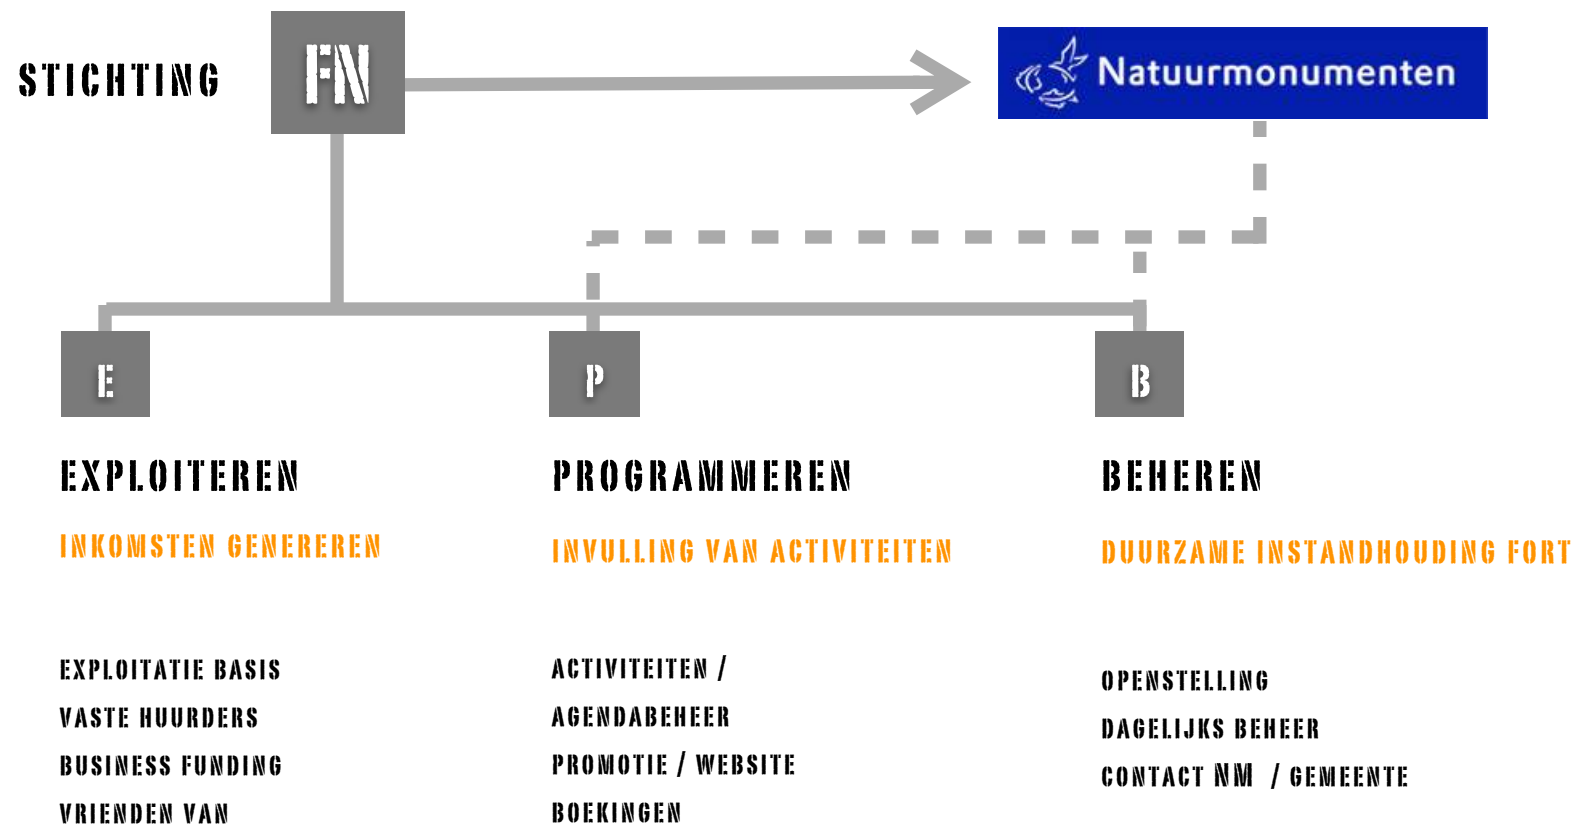 STICHTING
FN
Natuurmonumenten
E
P
B
EXPLOITEREN
INKOMSTEN GENEREREN
EXPLOITATIE BASIS
VASTE HUURDERS
BUSINESS FUNDING
VRIENDEN VAN
PROGRAMMEREN
INVULLING VAN ACTIVITEITEN
ACTIVITEITEN /
AGENDABEHEER
PROMOTIE / WEBSITE
BOEKINGEN
BEHEREN
DUURZAME INSTANDHOUDING FORT
OPENSTELLING
DAGELIJKS BEHEER
CONTACT NM / GEMEENTE